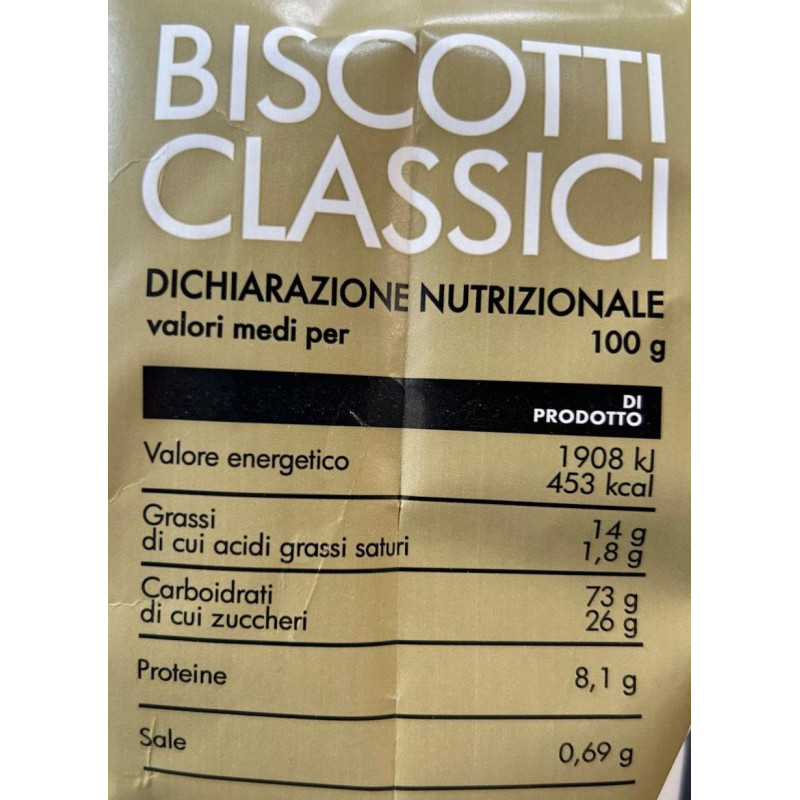 BISCOTTI
CLASSICI
DICHIARAZIONE NUTRIZIONALE
valori medi per 100 g
DI
PRODOTTO
Valore energetico 1908 kJ
453 kcal
Grassi 14 g
di cui acidi grassi saturi 1,8 g
Carboidrati 73 g
di cui zuccheri 26 g
Proteine 8,1 g
Sale 0,69 g